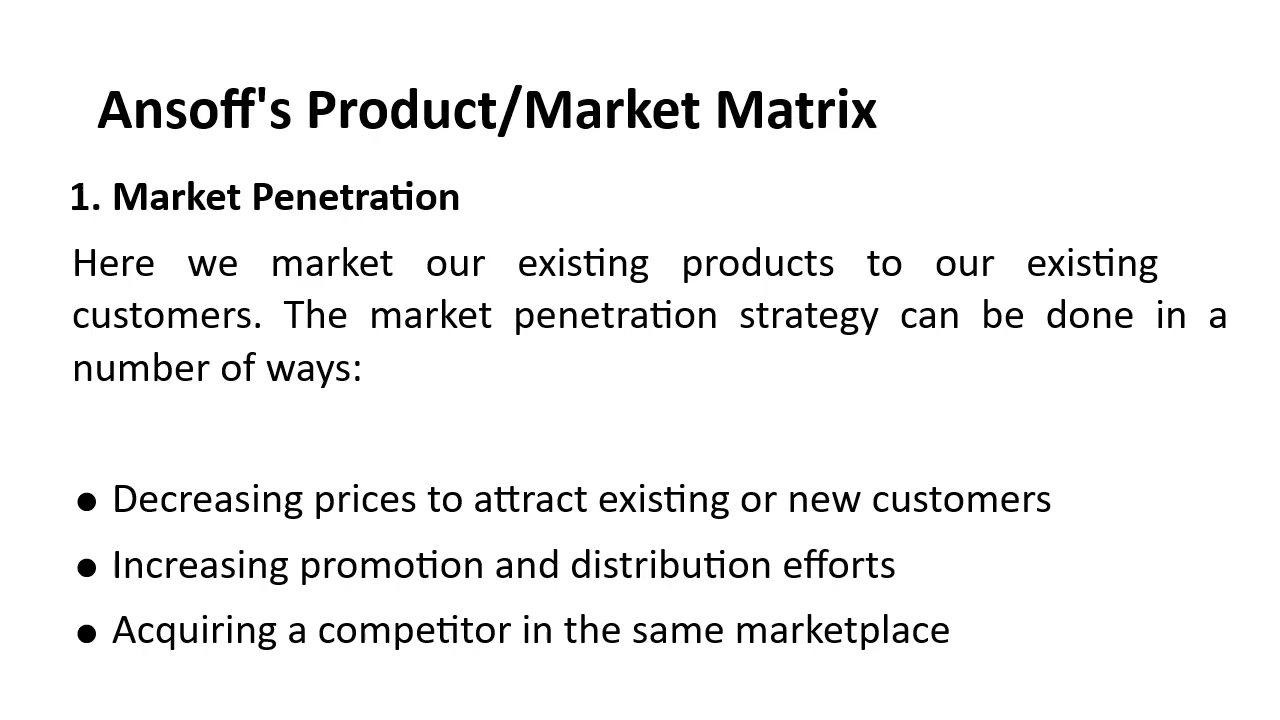 Ansoff's Product/Market Matrix
1. Market Penetration
Here we market our existing products to our existing
customers. The market penetration strategy can be done in a
number of ways:
● Decreasing prices to attract existing or new customers
● Increasing promotion and distribution efforts
● Acquiring a competitor in the same marketplace